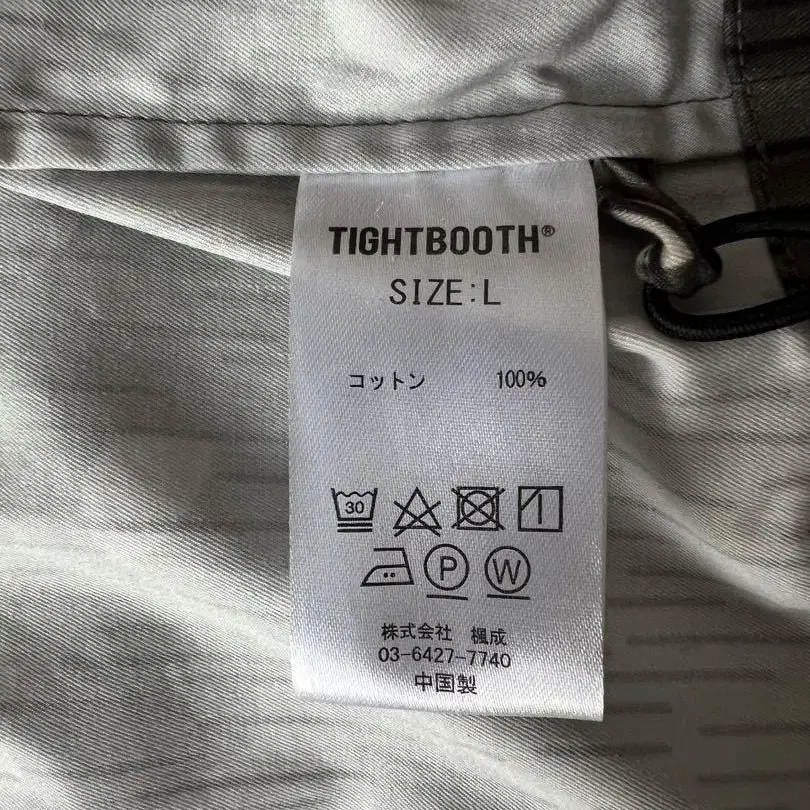 TIGHTBOOTH®
SIZE:L
コットン 100%
30
P W
株式会社 楓成
03-6427-7740
中国製